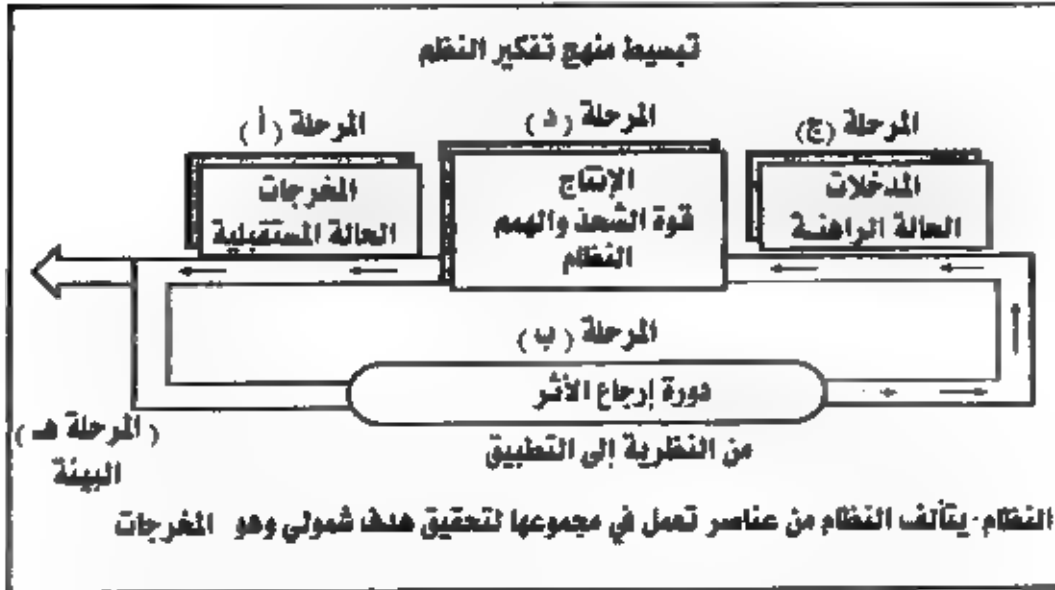 تبسيط منهج تفكير النظم
المرحلة (ج)
المدخلات
الحالة الراهنة
المرحلة (د)
الإنتاج
قوة الشحذ والهمم
النظام
المرحلة (أ)
المخرجات
الحالة المستقبلية
المرحلة (ب)
دورة إرجاع الأثر
من النظرية إلى التطبيق
(المرحلة هـ)
البيئة
النظام - يتألف النظام من عناصر تعمل في مجموعها لتحقيق هدف شمولي وهو المخرجات